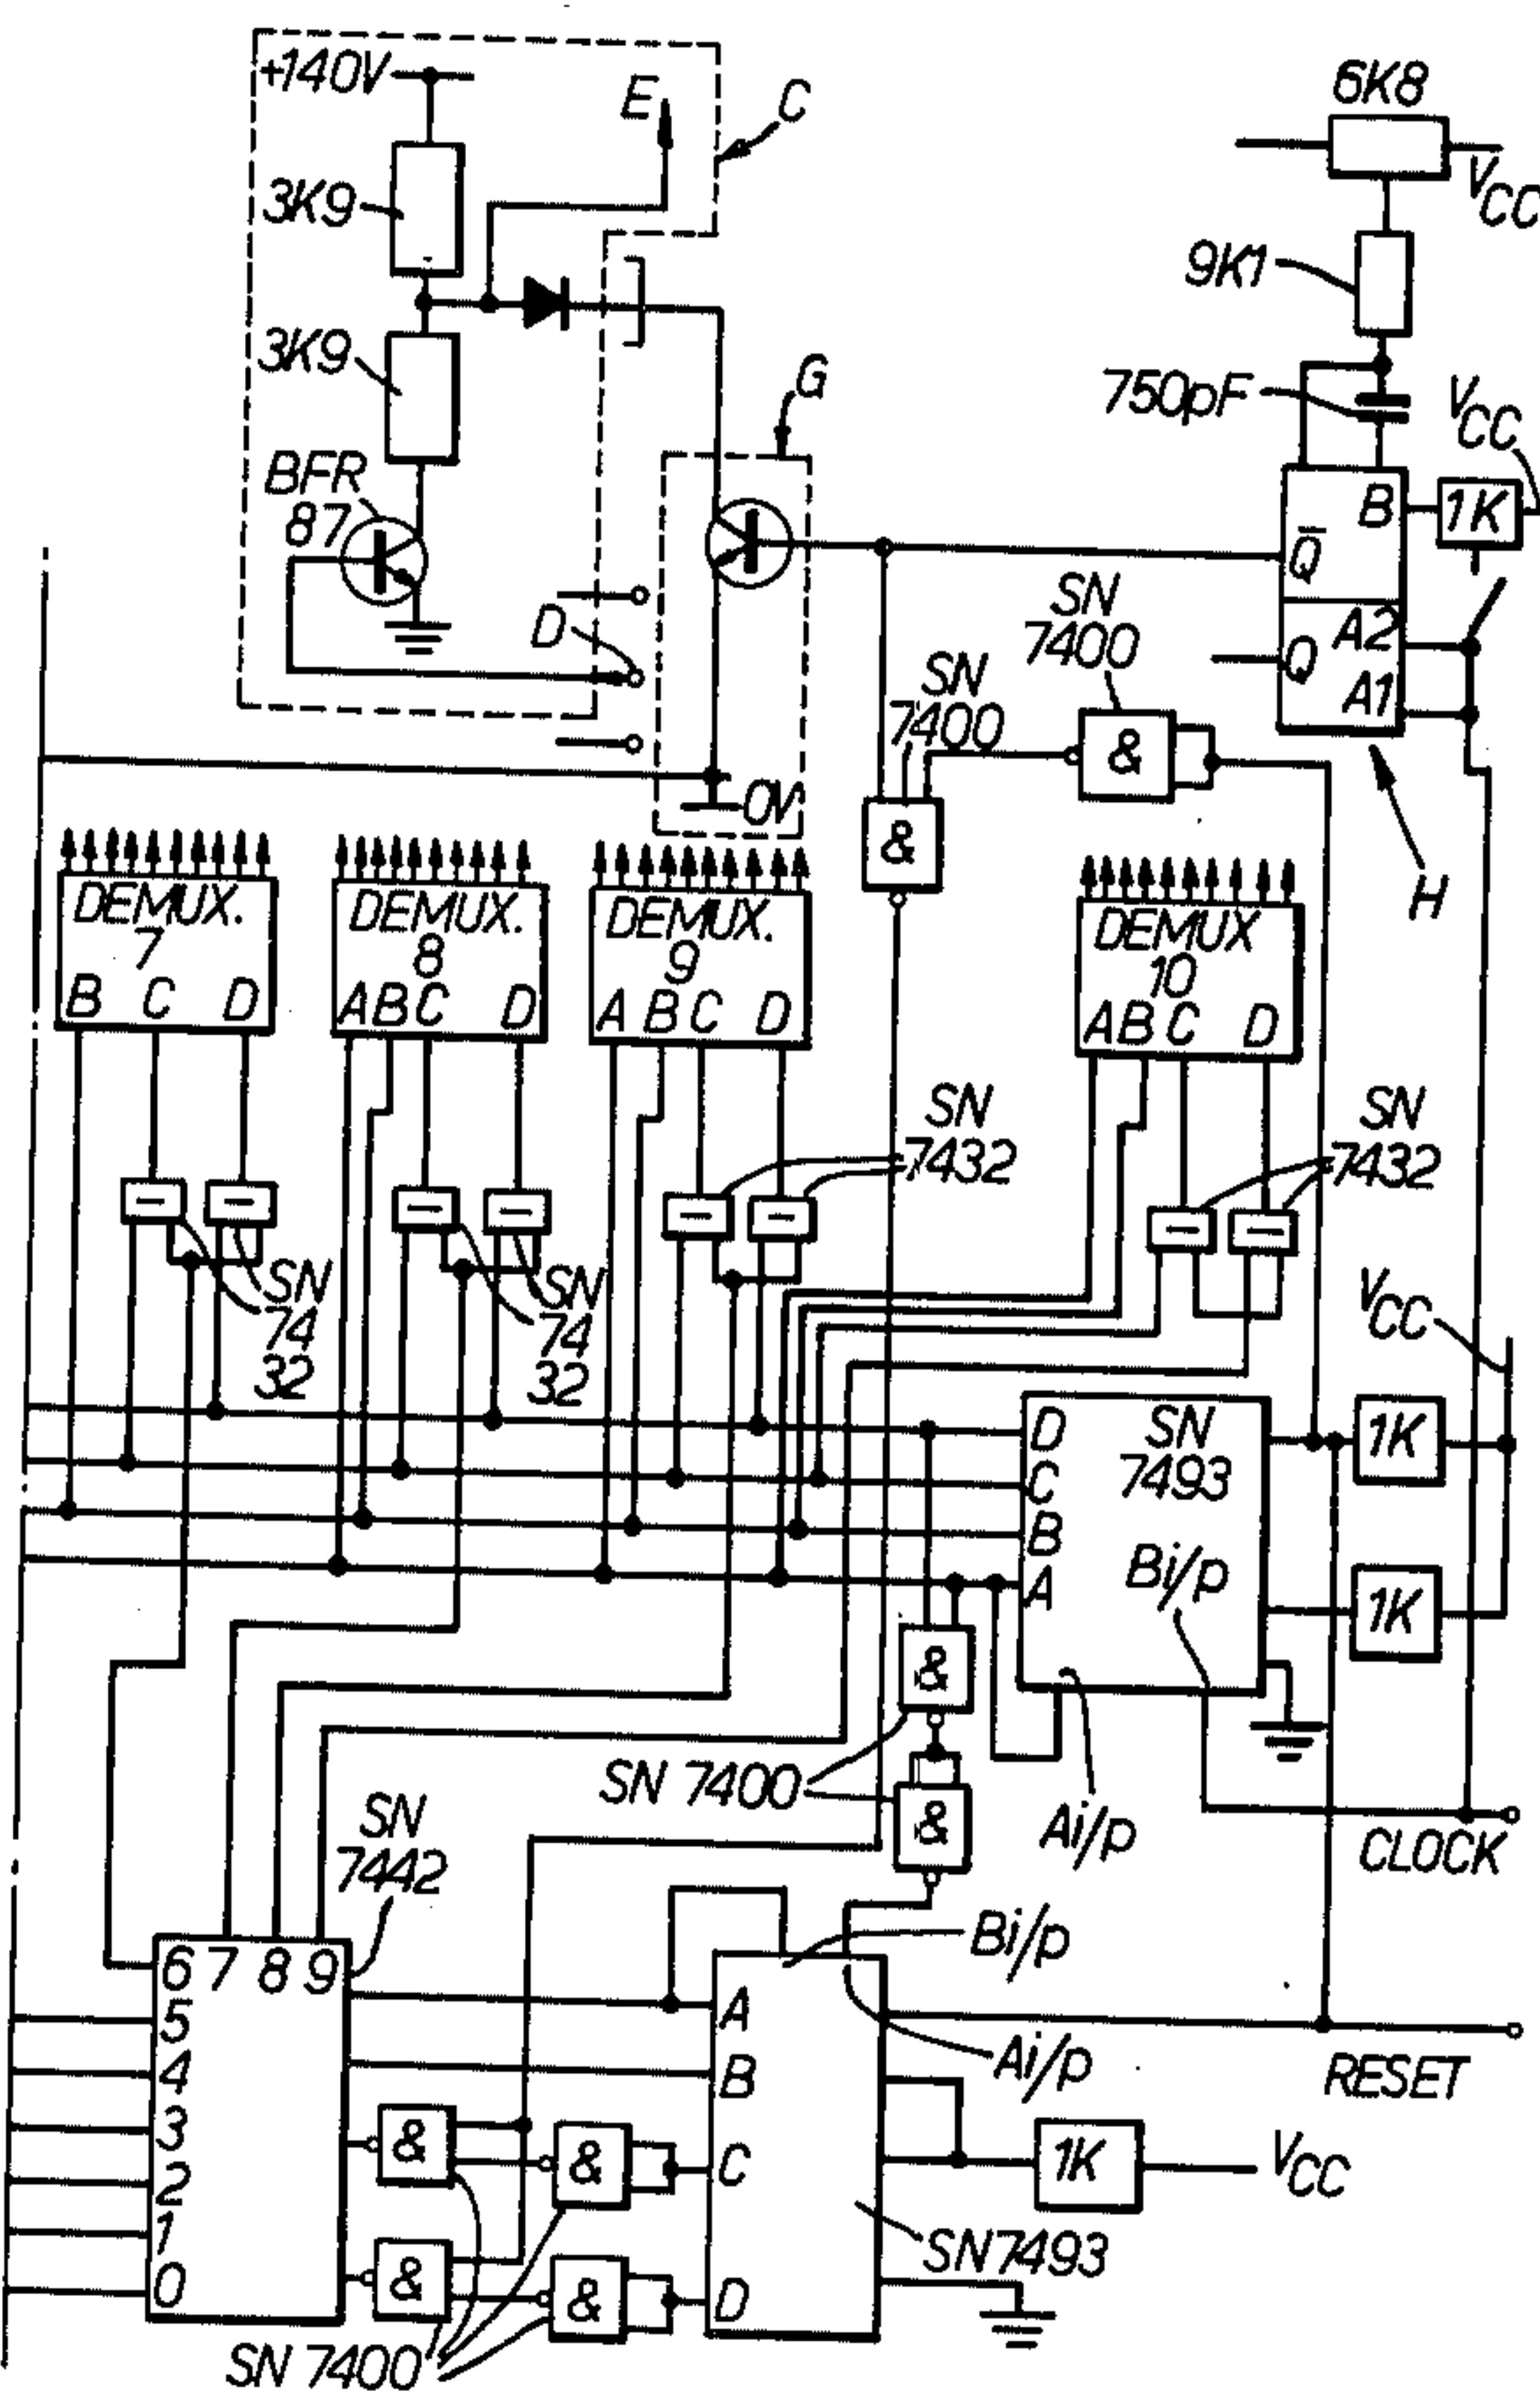 +140V
E
C
6K8
VCC
3K9
9K1
3K9
G
750pF
VCC
BFR
87
B
1K
Q̅
SN
7400
D
A2
SN
7400
Q
A1
&
0V
&
H
DEMUX.
7
B C D
DEMUX.
8
A B C D
DEMUX.
9
A B C D
DEMUX
10
A B C D
SN
7432
SN
7432
SN
74
32
SN
74
32
VCC
D
C
B
A
SN
7493
Bi/p
1K
1K
&
SN 7400
&
Ai/p
CLOCK
SN
7442
Bi/p
6 7 8 9
5
4
3
2
1
0
A
B
C
D
Ai/p
RESET
&
&
1K
VCC
&
&
SN7493
SN 7400